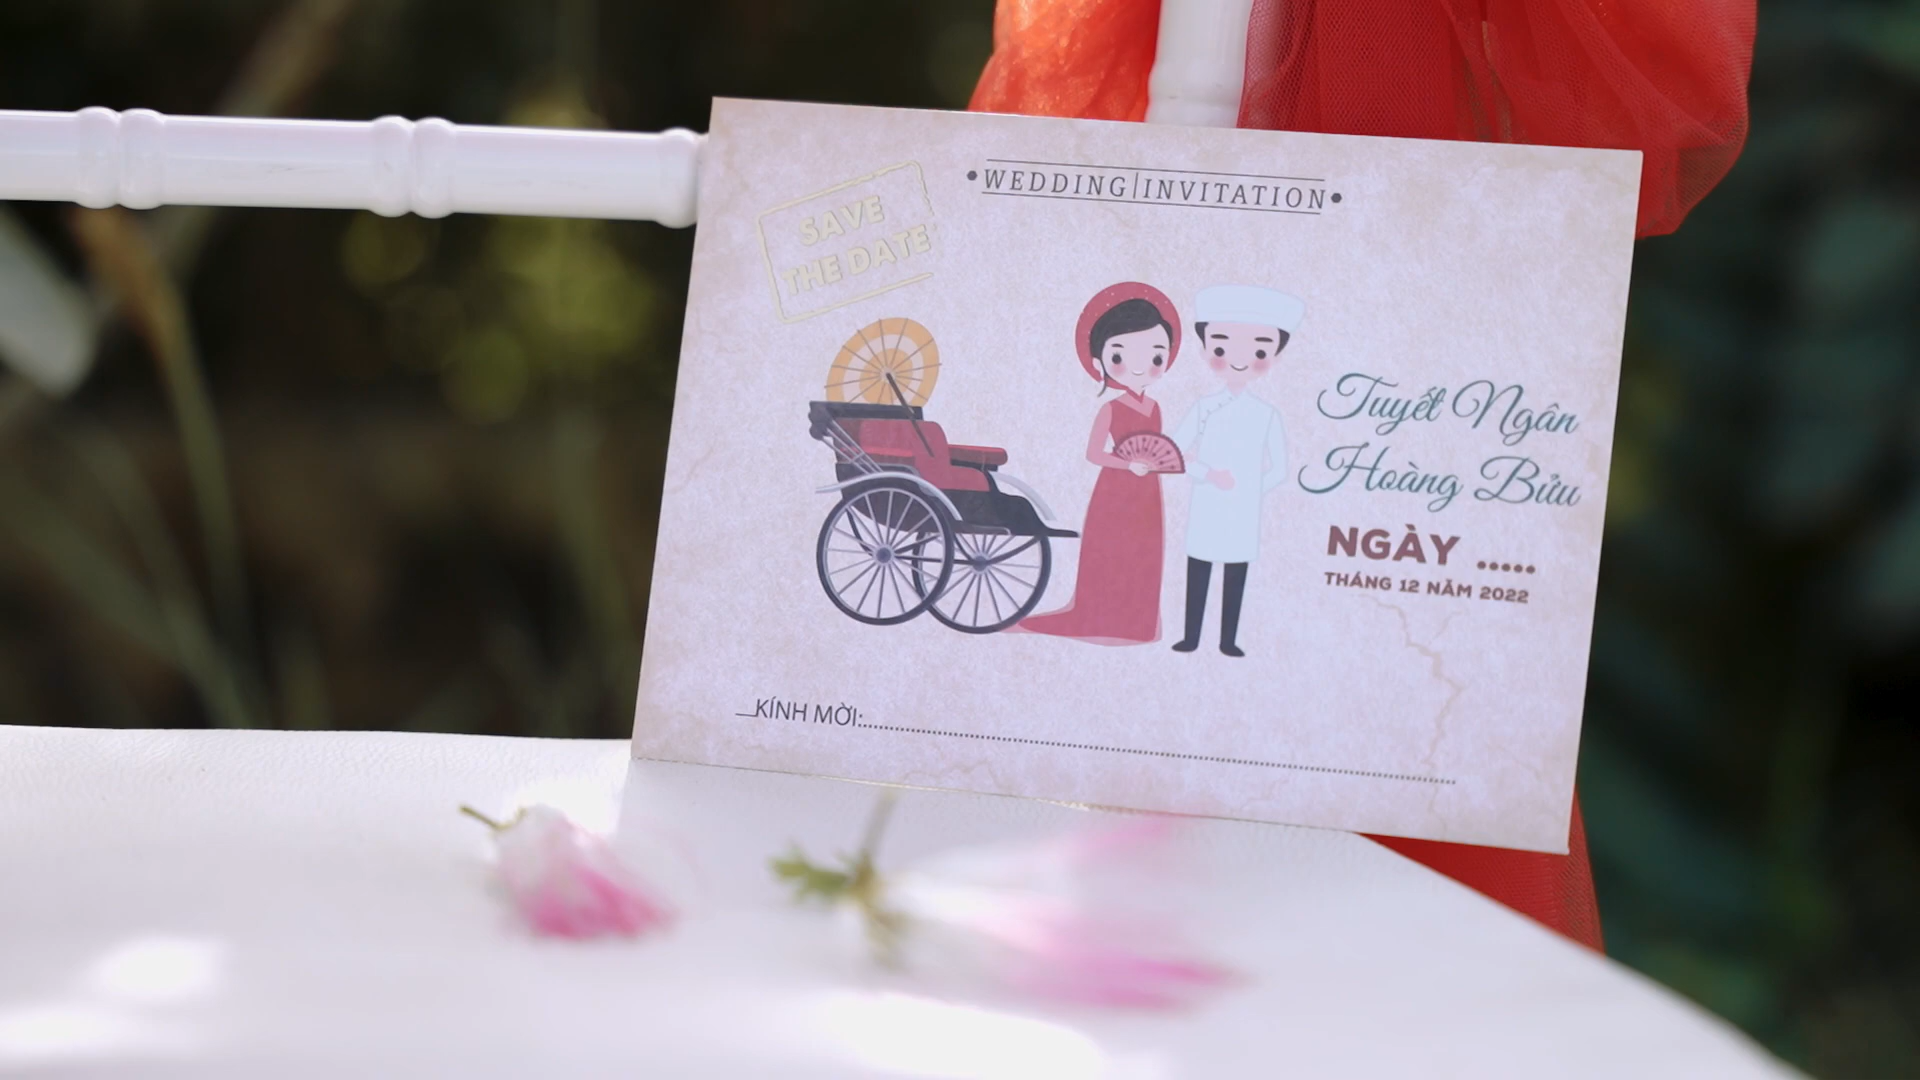 SAVE
THE DATE
WEDDING|INVITATION
Tuyết Ngân
Hoàng Bửu
NGÀY .....
THÁNG 12 NĂM 2022
KÍNH MỜI:..........................................................................................